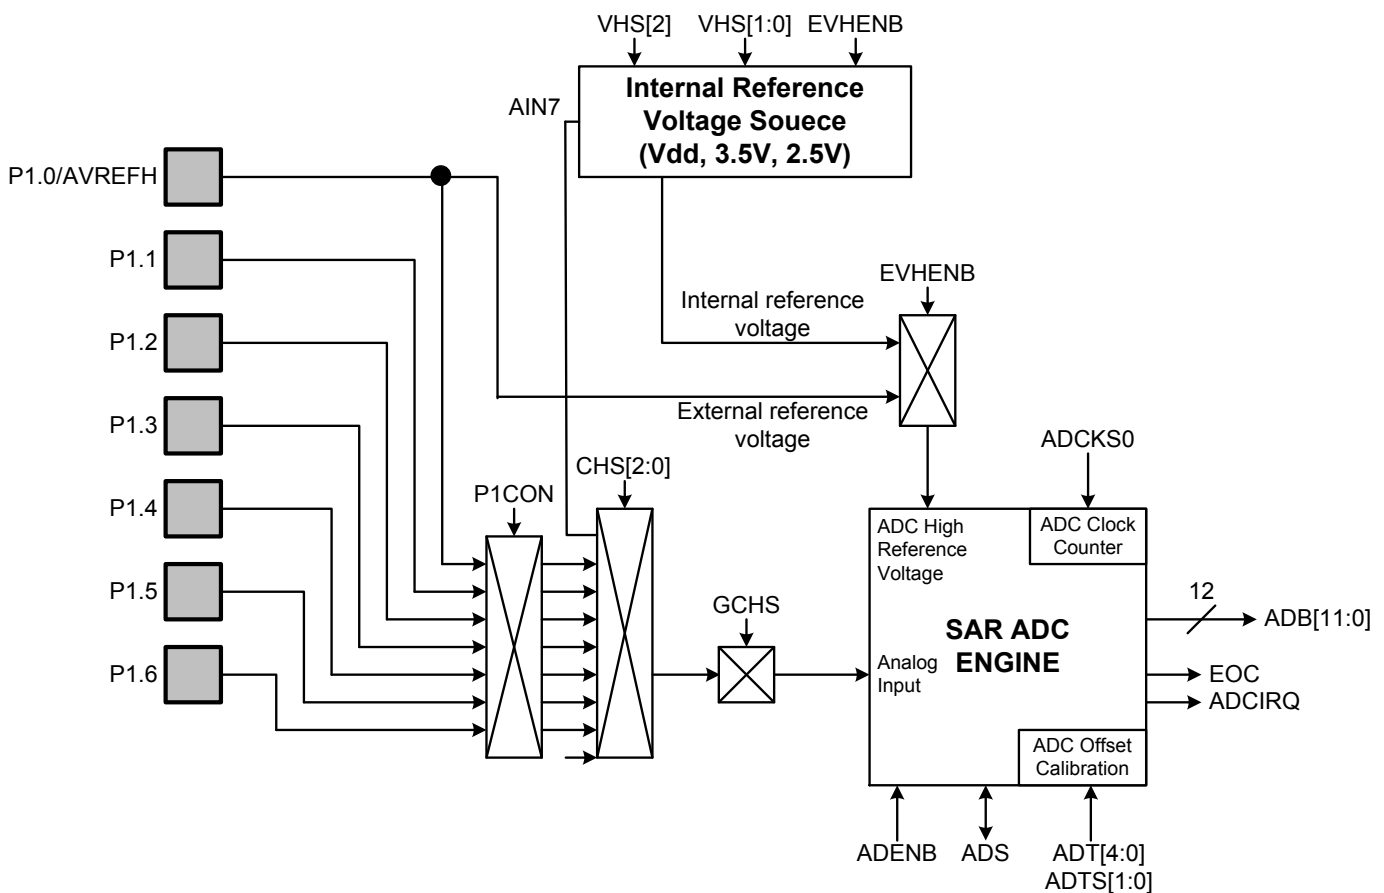 VHS[2]
VHS[1:0]
EVHENB
Internal Reference
Voltage Souece
(Vdd, 3.5V, 2.5V)
AIN7
P1.0/AVREFH
P1.1
P1.2
P1.3
P1.4
P1.5
P1.6
EVHENB
Internal reference
voltage
External reference
voltage
CHS[2:0]
P1CON
GCHS
ADCKS0
ADC High
Reference
Voltage
ADC Clock
Counter
SAR ADC
ENGINE
Analog
Input
ADC Offset
Calibration
12
ADB[11:0]
EOC
ADCIRQ
ADENB
ADS
ADT[4:0]
ADTS[1:0]